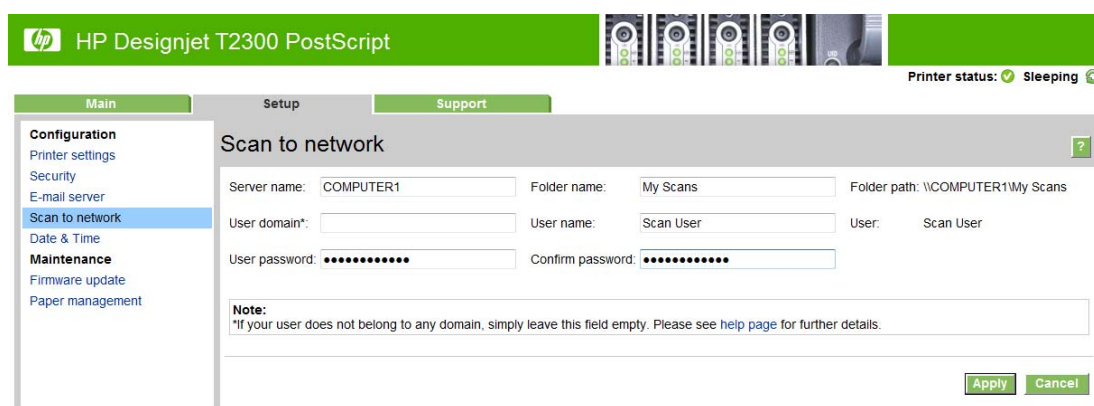 hp HP Designjet T2300 PostScript
UID
Printer status: Sleeping
Main Setup Support
Configuration
Printer settings
Security
E-mail server
Scan to network
Date & Time
Maintenance
Firmware update
Paper management
Scan to network ?
Server name: COMPUTER1 Folder name: My Scans Folder path: \\COMPUTER1\My Scans
User domain*: User name: Scan User User: Scan User
User password: ●●●●●●●●●●●● Confirm password: ●●●●●●●●●●●●
Note:
*If your user does not belong to any domain, simply leave this field empty. Please see help page for further details.
Apply Cancel